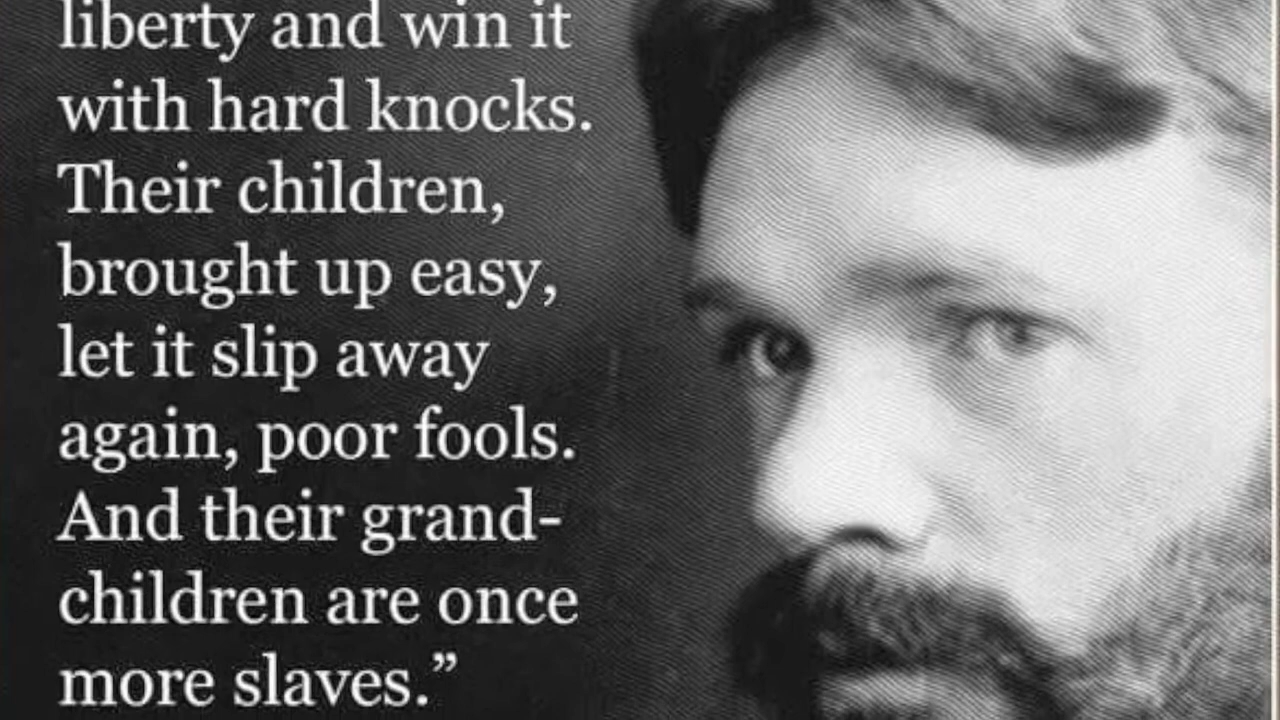 liberty and win it
with hard knocks.
Their children,
brought up easy,
let it slip away
again, poor fools.
And their grand-
children are once
more slaves.”